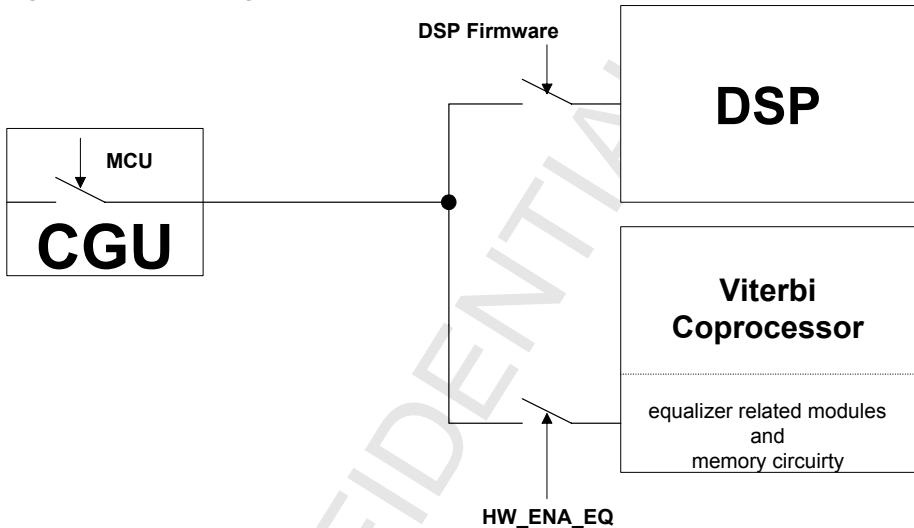 DSP Firmware
DSP
MCU
CGU
Viterbi
Coprocessor
equalizer related modules
and
memory circuirty
HW_ENA_EQ